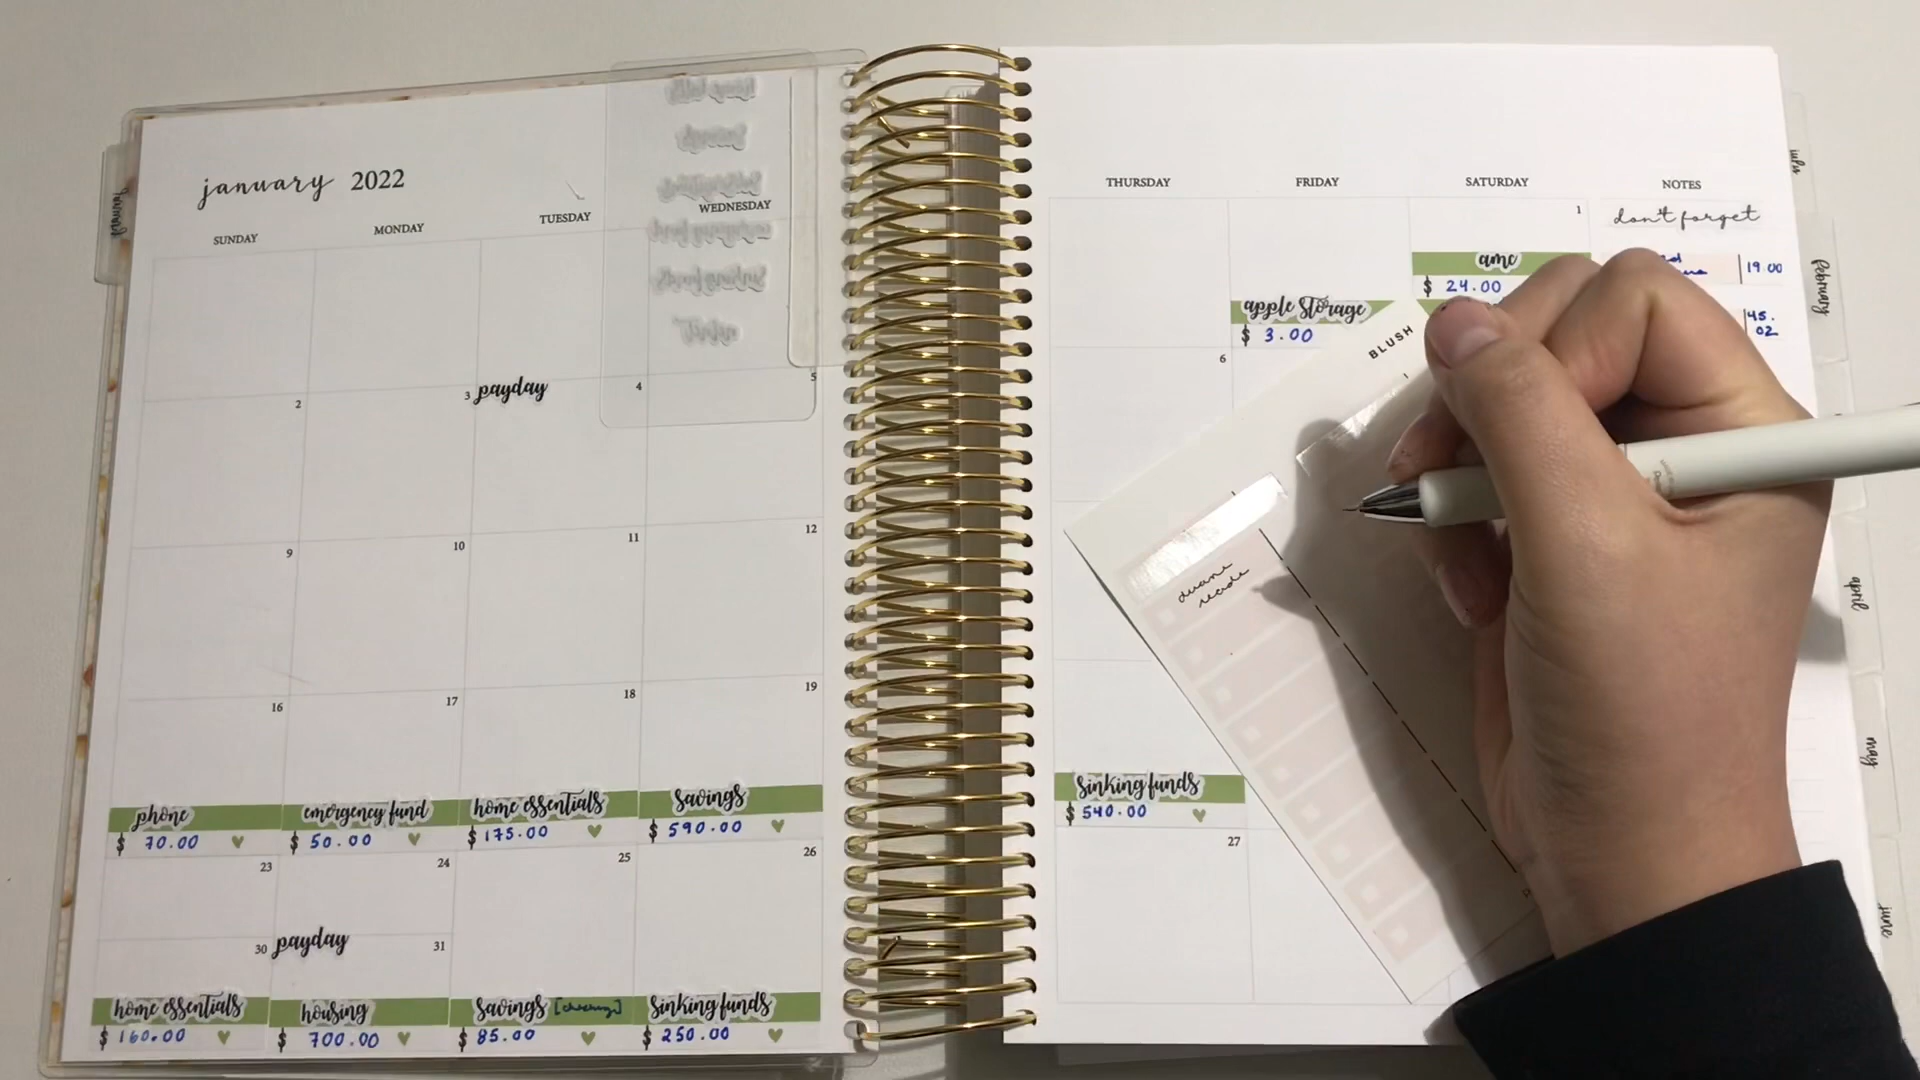 january 2022
SUNDAY
MONDAY
TUESDAY
WEDNESDAY
2
3
payday
4
5
9
10
11
12
16
17
18
19
phone
$ 70.00
emergency fund
$ 50.00
home essentials
$ 175.00
savings
$ 590.00
23
24
25
26
30
payday
31
home essentials
$ 160.00
housing
$ 700.00
savings
$ 85.00
sinking funds
$ 250.00
THURSDAY
FRIDAY
SATURDAY
NOTES
1
don't forget
amc
$ 24.00
19.00
apple Storage
$ 3.00
45.
02
6
BLUSH
duane
reade
sinking funds
$ 540.00
27
january
july
february
april
may
june